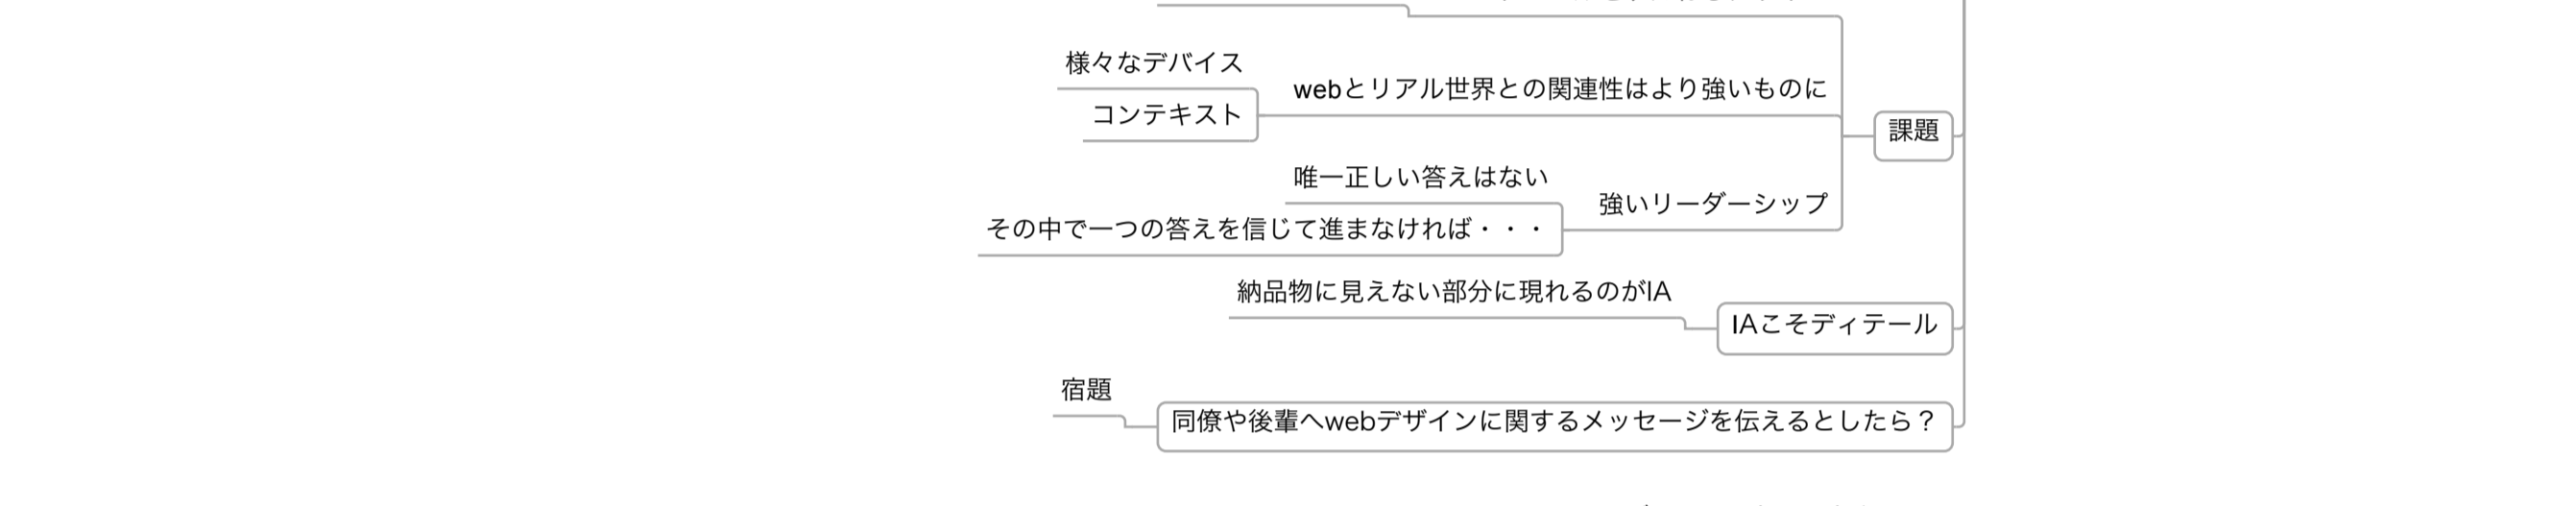 様々なデバイス
webとリアル世界との関連性はより強いものに
コンテキスト
課題
唯一正しい答えはない
強いリーダーシップ
その中で一つの答えを信じて進まなければ・・・
納品物に見えない部分に現れるのがIA
IAこそディテール
宿題
同僚や後輩へwebデザインに関するメッセージを伝えるとしたら？